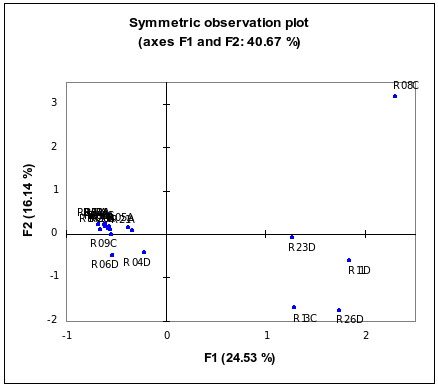 Symmetric observation plot
(axes F1 and F2: 40.67 %)
R08C
3
2
1
R21A
0
R09C
R23D
R06D
R04D
R11D
-1
R13C
R26D
-2
-1
0
1
2
F2 (16.14 %)
F1 (24.53 %)